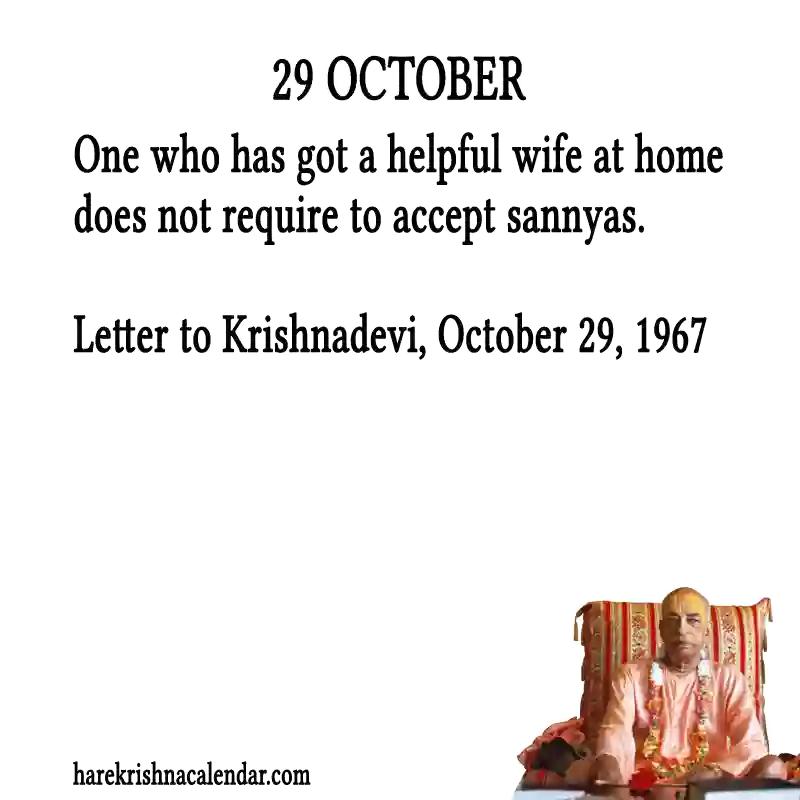 29 OCTOBER
One who has got a helpful wife at home
does not require to accept sannyas.
Letter to Krishnadevi, October 29, 1967
harekrishnacalendar.com